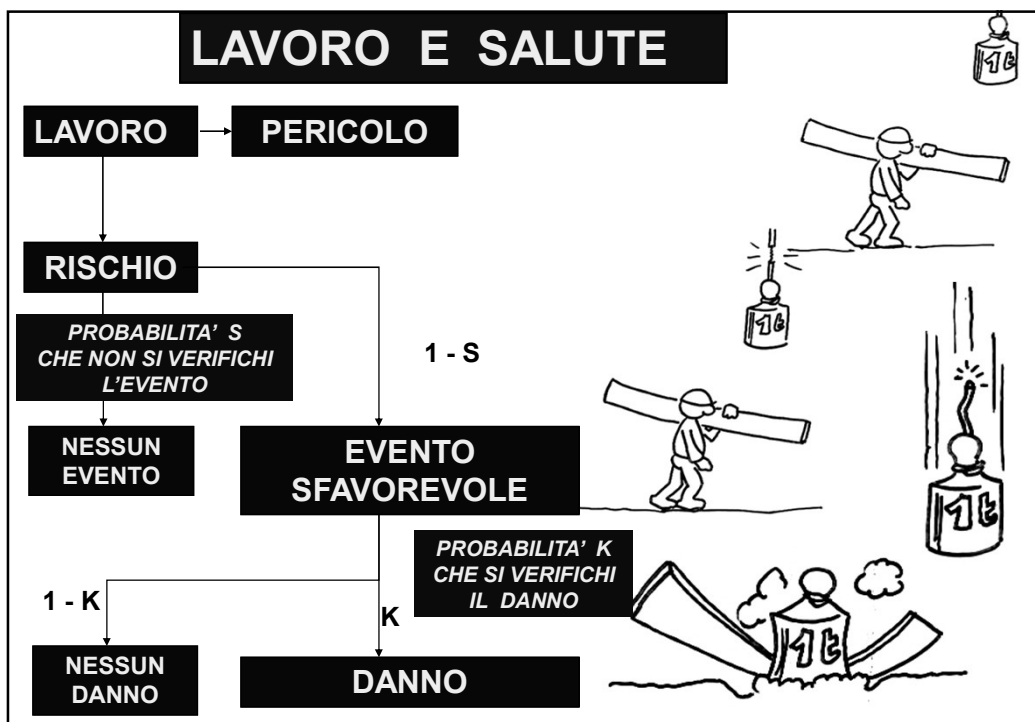 LAVORO E SALUTE
1t
LAVORO
PERICOLO
RISCHIO
1t
PROBABILITA’ S
CHE NON SI VERIFICHI
L’EVENTO
1 - S
NESSUN
EVENTO
EVENTO
SFAVOREVOLE
1t
PROBABILITA’ K
CHE SI VERIFICHI
IL DANNO
1 - K
K
1t
NESSUN
DANNO
DANNO